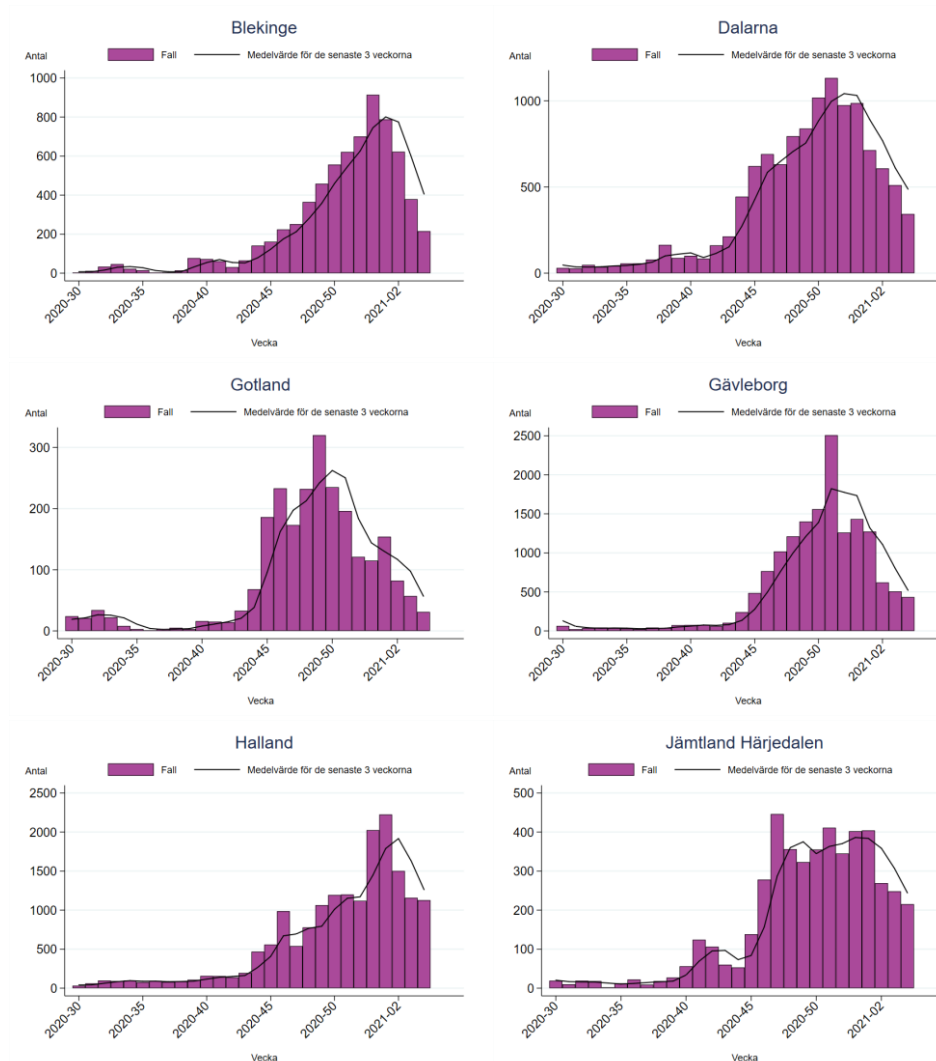 Blekinge
Antal Fall Medelvärde för de senaste 3 veckorna
1000
800
600
400
200
0
2020-30 2020-35 2020-40 2020-45 2020-50 2021-02
Vecka
Dalarna
Antal Fall Medelvärde för de senaste 3 veckorna
1000
500
0
2020-30 2020-35 2020-40 2020-45 2020-50 2021-02
Vecka
Gotland
Antal Fall Medelvärde för de senaste 3 veckorna
300
200
100
0
2020-30 2020-35 2020-40 2020-45 2020-50 2021-02
Vecka
Gävleborg
Antal Fall Medelvärde för de senaste 3 veckorna
2500
2000
1500
1000
500
0
2020-30 2020-35 2020-40 2020-45 2020-50 2021-02
Vecka
Halland
Antal Fall Medelvärde för de senaste 3 veckorna
2500
2000
1500
1000
500
0
2020-30 2020-35 2020-40 2020-45 2020-50 2021-02
Vecka
Jämtland Härjedalen
Antal Fall Medelvärde för de senaste 3 veckorna
500
400
300
200
100
0
2020-30 2020-35 2020-40 2020-45 2020-50 2021-02
Vecka